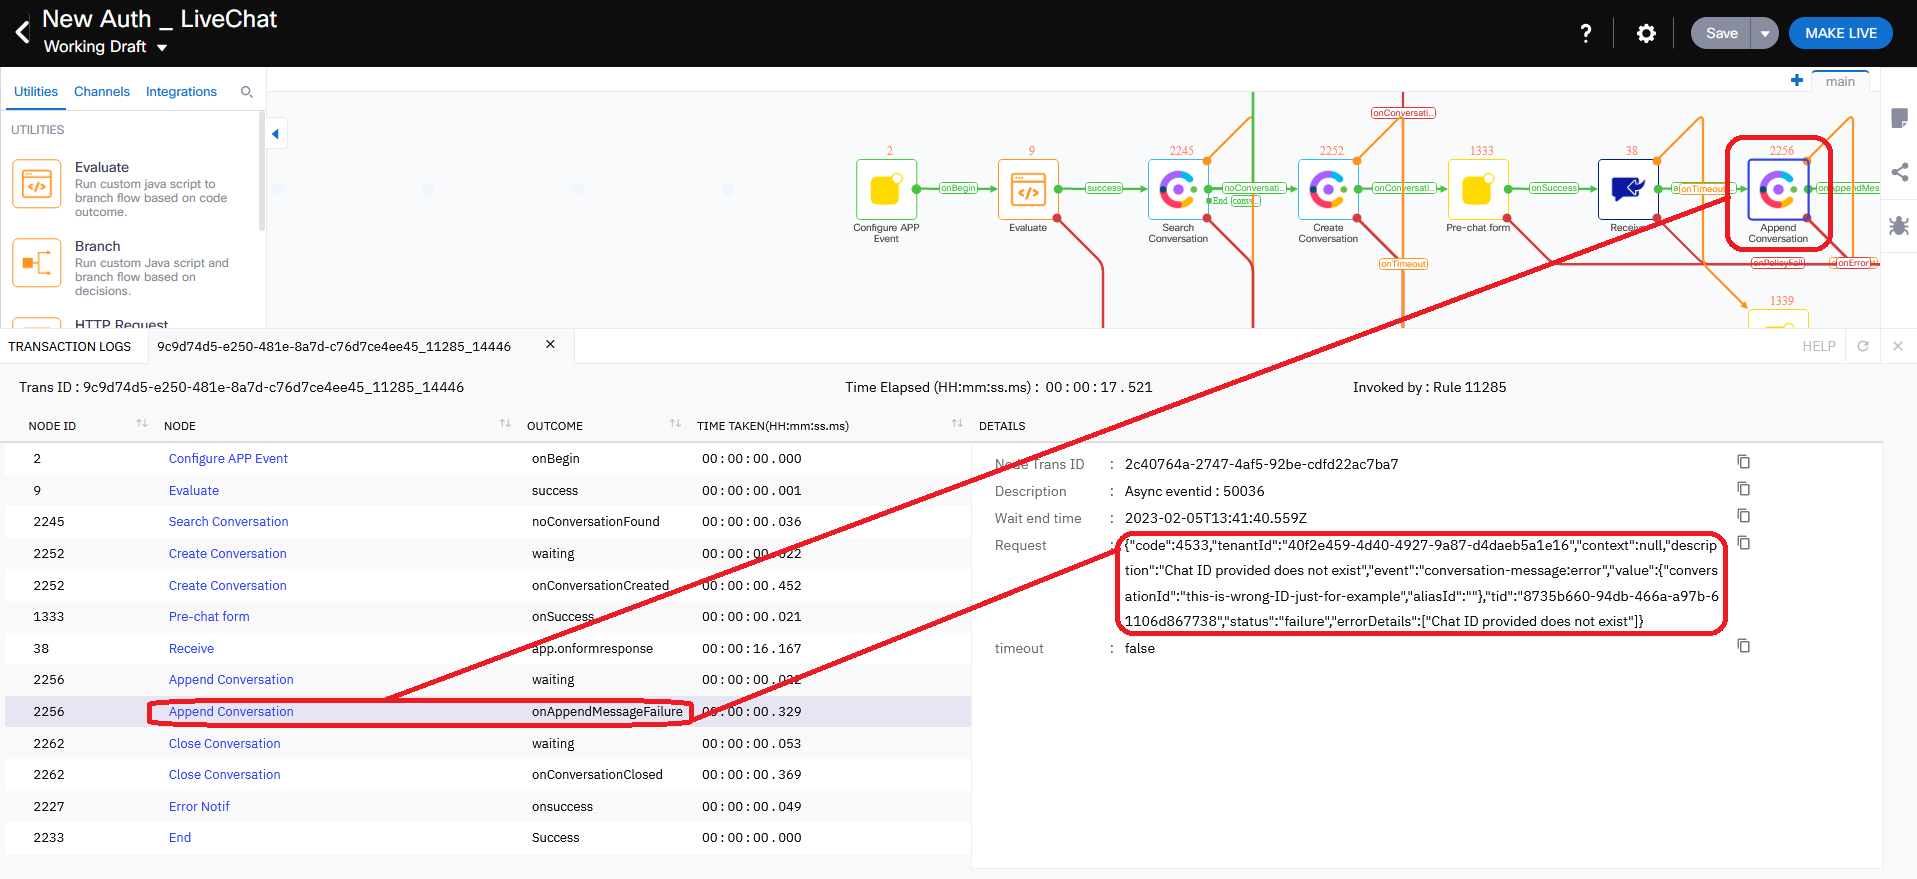 New Auth _ LiveChat
Working Draft
?
Save
MAKE LIVE
Utilities Channels Integrations
main
UTILITIES
Evaluate
Run custom java script to
branch flow based on code
outcome.
Branch
Run custom Java script and
branch flow based on
decisions.
HTTP Request
onConversati..
2
9
2245
2252
1333
38
2256
onBegin
success
noConversati..
End
onConversati..
onSuccess
onTimeout..
onAppendMes
Configure APP
Event
Evaluate
Search
Conversation
Create
Conversation
Pre-chat form
Receive
Append
Conversation
onTimeout
onPolicyFail
onError
1339
TRANSACTION LOGS
9c9d74d5-e250-481e-8a7d-c76d7ce4ee45_11285_14446
HELP
Trans ID : 9c9d74d5-e250-481e-8a7d-c76d7ce4ee45_11285_14446
Time Elapsed (HH:mm:ss.ms) : 00:00:17.521
Invoked by : Rule 11285
NODE ID NODE OUTCOME TIME TAKEN(HH:mm:ss.ms) DETAILS
2 Configure APP Event onBegin 00:00:00.000
9 Evaluate success 00:00:00.001
2245 Search Conversation noConversationFound 00:00:00.036
2252 Create Conversation waiting 00:00:00.022
2252 Create Conversation onConversationCreated 00:00:00.452
1333 Pre-chat form onSuccess 00:00:00.021
38 Receive app.onformresponse 00:00:16.167
2256 Append Conversation waiting 00:00:00.022
2256 Append Conversation onAppendMessageFailure 00:00:00.329
2262 Close Conversation waiting 00:00:00.053
2262 Close Conversation onConversationClosed 00:00:00.369
2227 Error Notif onsuccess 00:00:00.049
2233 End Success 00:00:00.000
Node Trans ID : 2c40764a-2747-4af5-92be-cdfd22ac7ba7
Description : Async eventid : 50036
Wait end time : 2023-02-05T13:41:40.559Z
Request : {"code":4533,"tenantId":"40f2e459-4d40-4927-9a87-d4daeb5a1e16","context":null,"descrip
tion":"Chat ID provided does not exist","event":"conversation-message:error","value":{"convers
ationId":"this-is-wrong-ID-just-for-example","aliasId":""},"tid":"8735b660-94db-466a-a97b-6
1106d867738","status":"failure","errorDetails":["Chat ID provided does not exist"]}
timeout : false